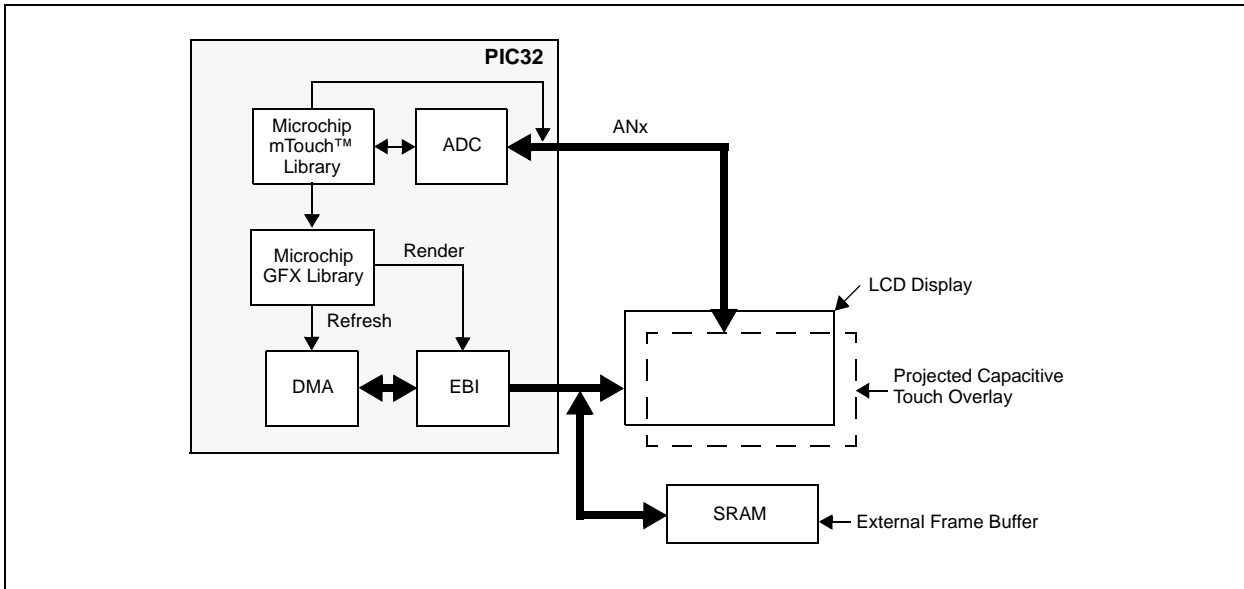 PIC32
Microchip
mTouch™
Library
ADC
ANx
Microchip
GFX Library
Render
Refresh
DMA
EBI
LCD Display
Projected Capacitive
Touch Overlay
SRAM
External Frame Buffer